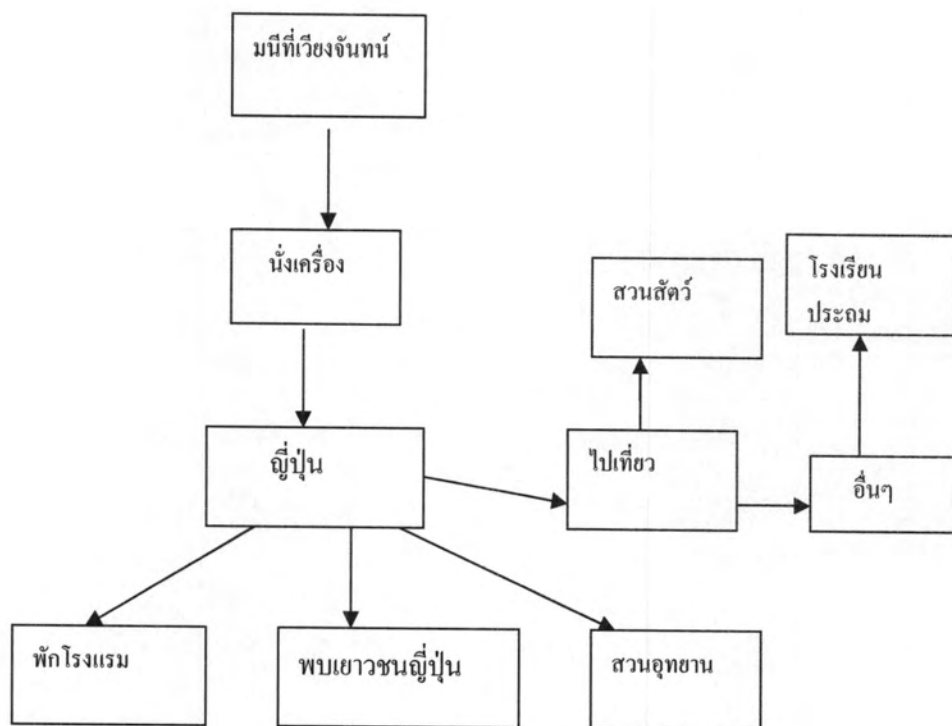 มนีที่เวียงจันทน์
นั่งเครื่อง
สวนสัตว์
โรงเรียน
ประถม
ญี่ปุ่น
ไปเที่ยว
อื่นๆ
พักโรงแรม
พบเยาวชนญี่ปุ่น
สวนอุทยาน